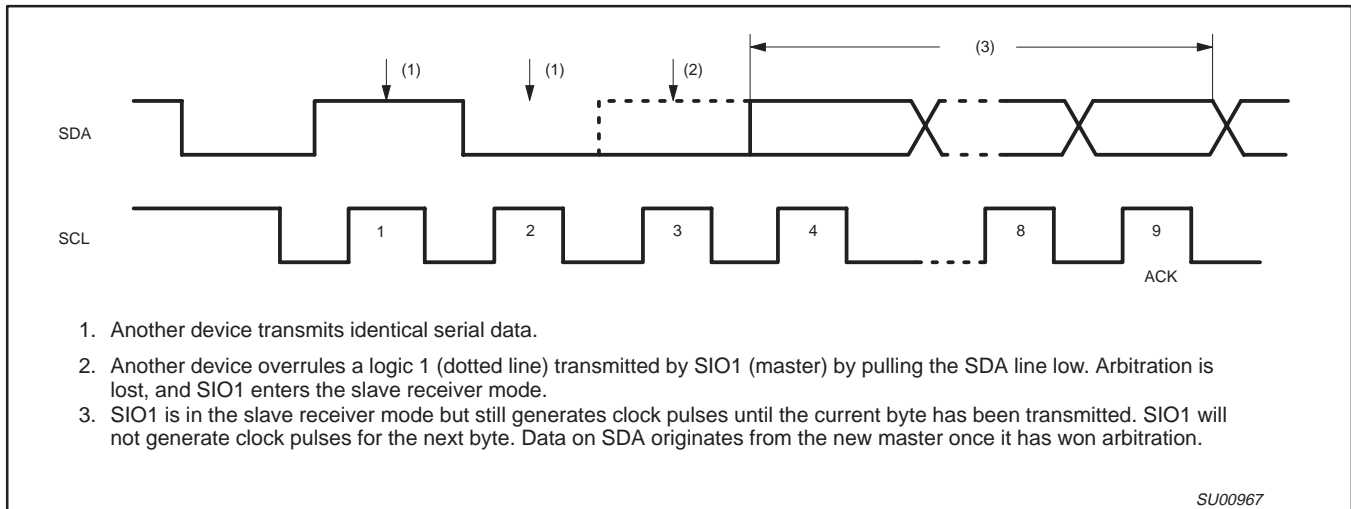 (1) (1) (2) (3)
SDA
SCL
1 2 3 4 8 9
ACK
1. Another device transmits identical serial data.
2. Another device overrules a logic 1 (dotted line) transmitted by SIO1 (master) by pulling the SDA line low. Arbitration is
lost, and SIO1 enters the slave receiver mode.
3. SIO1 is in the slave receiver mode but still generates clock pulses until the current byte has been transmitted. SIO1 will
not generate clock pulses for the next byte. Data on SDA originates from the new master once it has won arbitration.
SU00967